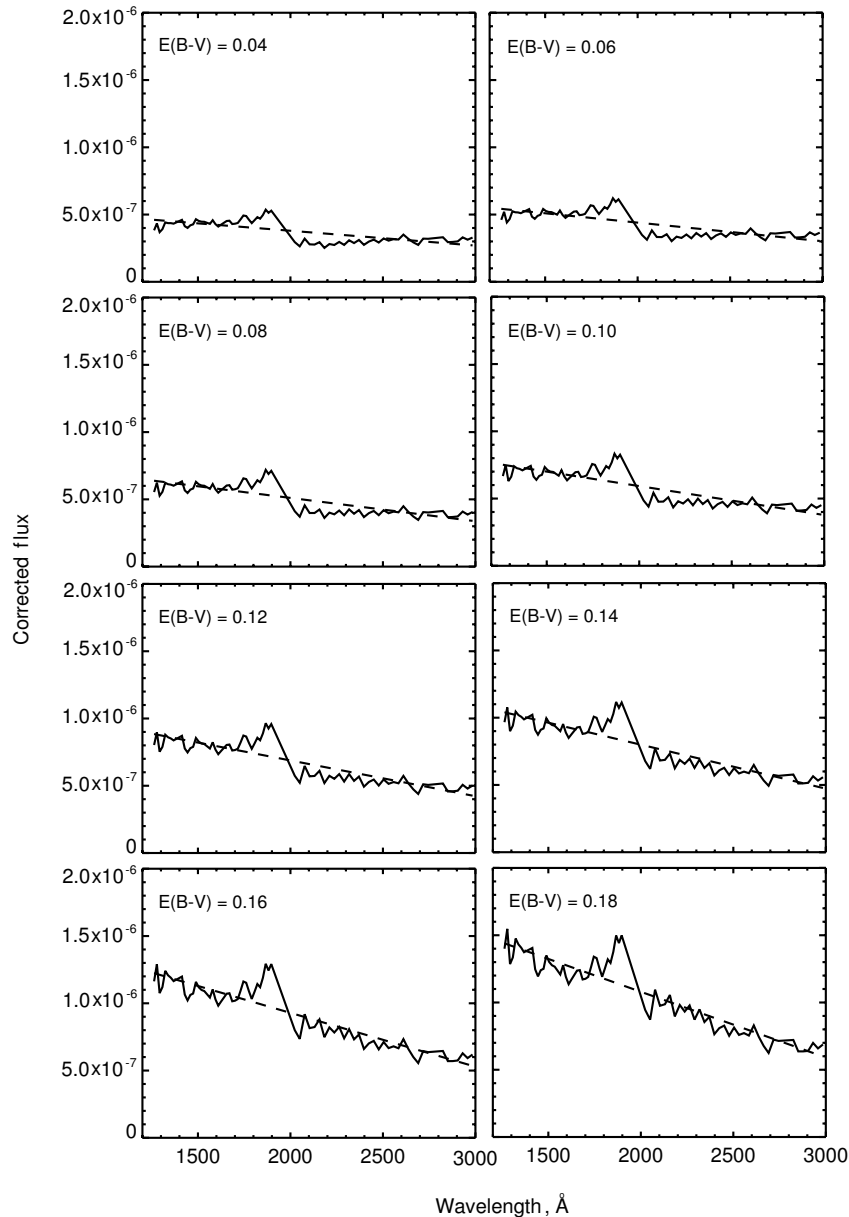 2.0x10-6
E(B-V) = 0.04
E(B-V) = 0.06
1.5x10-6
1.0x10-6
5.0x10-7
0
2.0x10-6
E(B-V) = 0.08
E(B-V) = 0.10
1.5x10-6
1.0x10-6
5.0x10-7
0
Corrected flux
2.0x10-6
E(B-V) = 0.12
E(B-V) = 0.14
1.5x10-6
1.0x10-6
5.0x10-7
0
2.0x10-6
E(B-V) = 0.16
E(B-V) = 0.18
1.5x10-6
1.0x10-6
5.0x10-7
0
1500 2000 2500 3000 1500 2000 2500 3000
Wavelength, Å